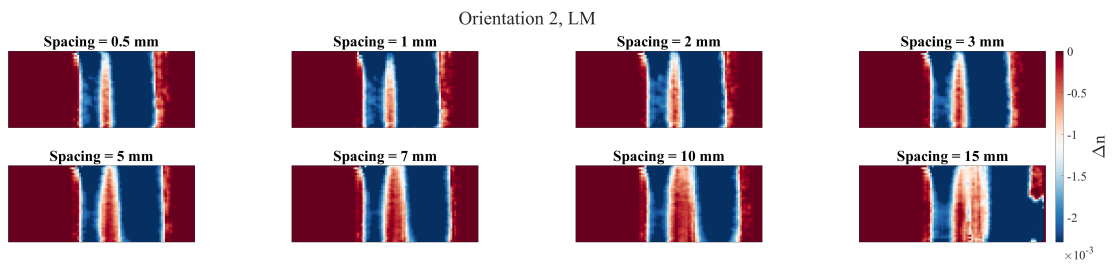 Orientation 2, LM
Spacing = 0.5 mm
Spacing = 1 mm
Spacing = 2 mm
Spacing = 3 mm
0
-0.5
-1
-1.5
-2
Δn
×10⁻³
Spacing = 5 mm
Spacing = 7 mm
Spacing = 10 mm
Spacing = 15 mm